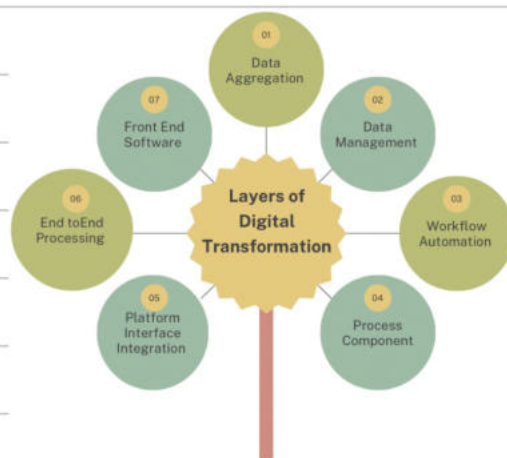 01
Data
Aggregation
07
Front End
Software
02
Data
Management
Layers of
Digital
Transformation
06
End toEnd
Processing
03
Workflow
Automation
05
Platform
Interface
Integration
04
Process
Component